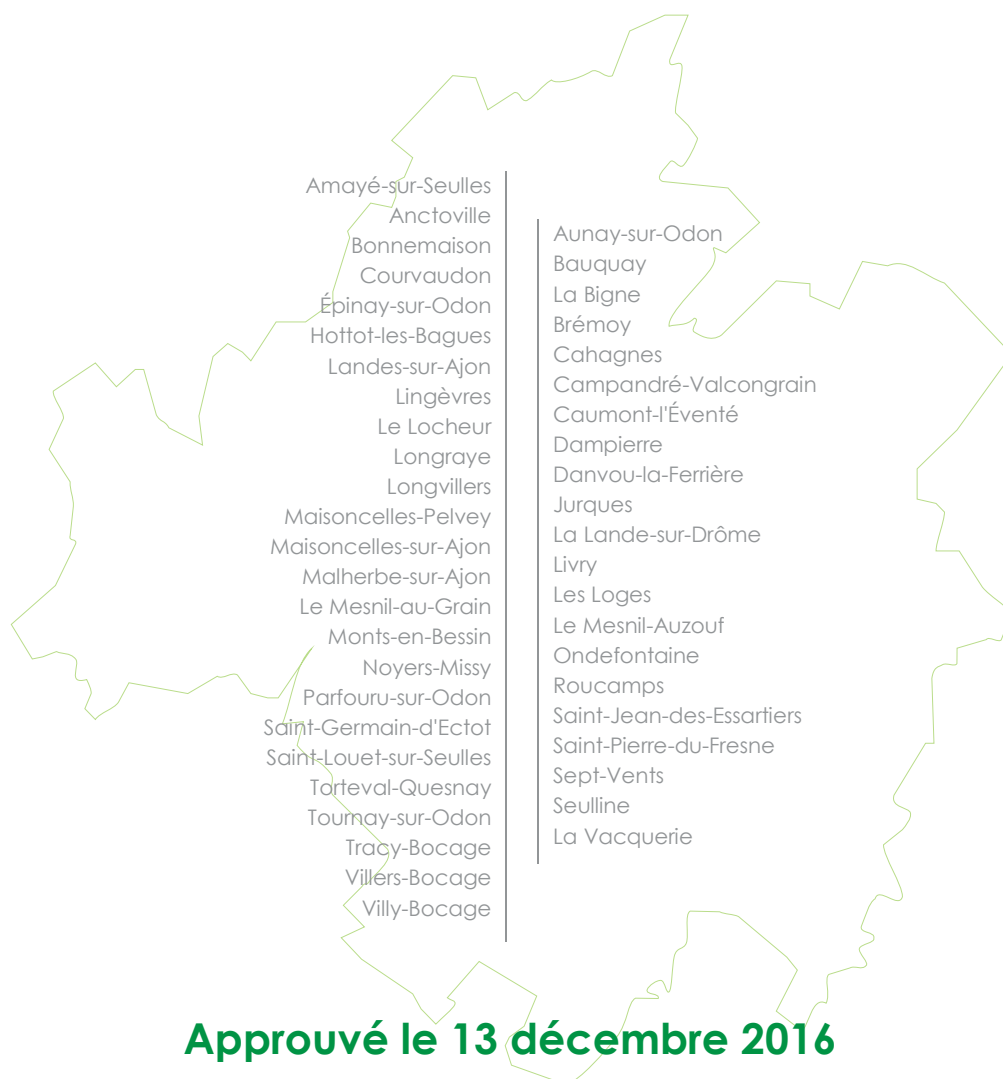 Amayé-sur-Seulles
Anctoville
Bonnemaison
Courvaudon
Épinay-sur-Odon
Hottot-les-Bagues
Landes-sur-Ajon
Lingèvres
Le Locheur
Longraye
Longvillers
Maisoncelles-Pelvey
Maisoncelles-sur-Ajon
Malherbe-sur-Ajon
Le Mesnil-au-Grain
Monts-en-Bessin
Noyers-Missy
Parfouru-sur-Odon
Saint-Germain-d'Ectot
Saint-Louet-sur-Seulles
Torteval-Quesnay
Tournay-sur-Odon
Tracy-Bocage
Villers-Bocage
Villy-Bocage
Aunay-sur-Odon
Bauquay
La Bigne
Brémoy
Cahagnes
Campandré-Valcongrain
Caumont-l'Éventé
Dampierre
Danvou-la-Ferrière
Jurques
La Lande-sur-Drôme
Livry
Les Loges
Le Mesnil-Auzouf
Ondefontaine
Roucamps
Saint-Jean-des-Essartiers
Saint-Pierre-du-Fresne
Sept-Vents
Seulline
La Vacquerie
Approuvé le 13 décembre 2016